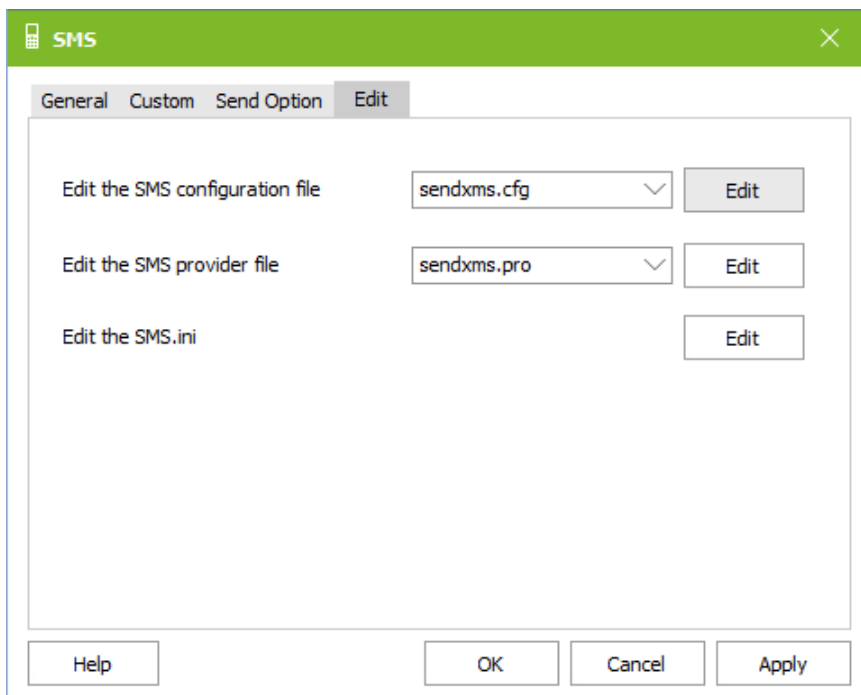 SMS
General Custom Send Option Edit
Edit the SMS configuration file sendxms.cfg Edit
Edit the SMS provider file sendxms.pro Edit
Edit the SMS.ini Edit
Help OK Cancel Apply